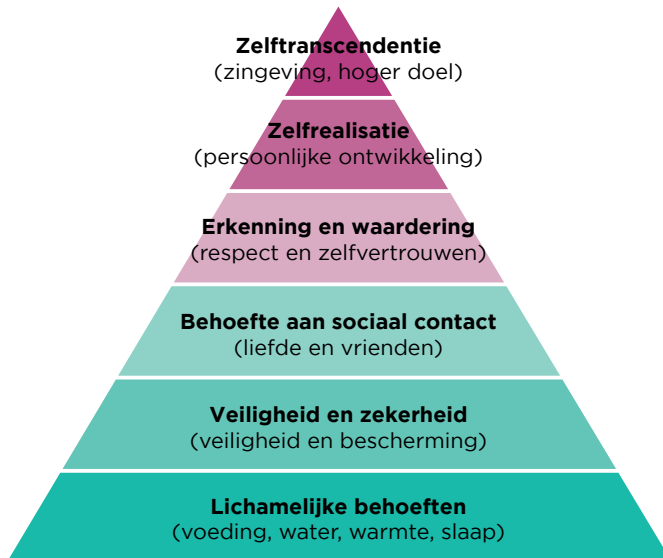 Zelftranscendentie
(zingeving, hoger doel)
Zelfrealisatie
(persoonlijke ontwikkeling)
Erkenning en waardering
(respect en zelfvertrouwen)
Behoefte aan sociaal contact
(liefde en vrienden)
Veiligheid en zekerheid
(veiligheid en bescherming)
Lichamelijke behoeften
(voeding, water, warmte, slaap)